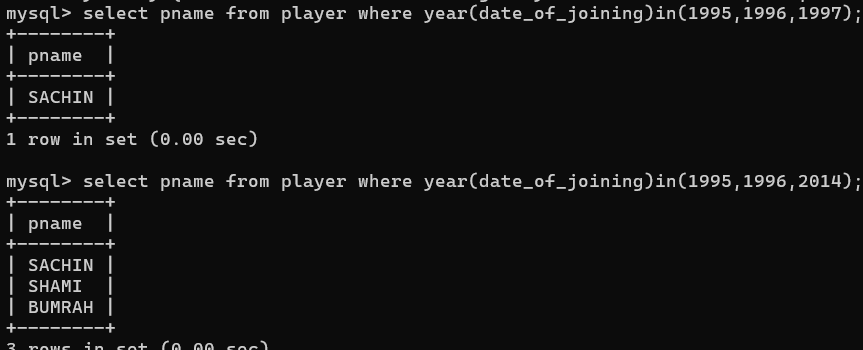 mysql> select pname from player where year(date_of_joining)in(1995,1996,1997);
+--------+
| pname  |
+--------+
| SACHIN |
+--------+
1 row in set (0.00 sec)

mysql> select pname from player where year(date_of_joining)in(1995,1996,2014);
+--------+
| pname  |
+--------+
| SACHIN |
| SHAMI  |
| BUMRAH |
+--------+
3 rows in set (0.00 sec)